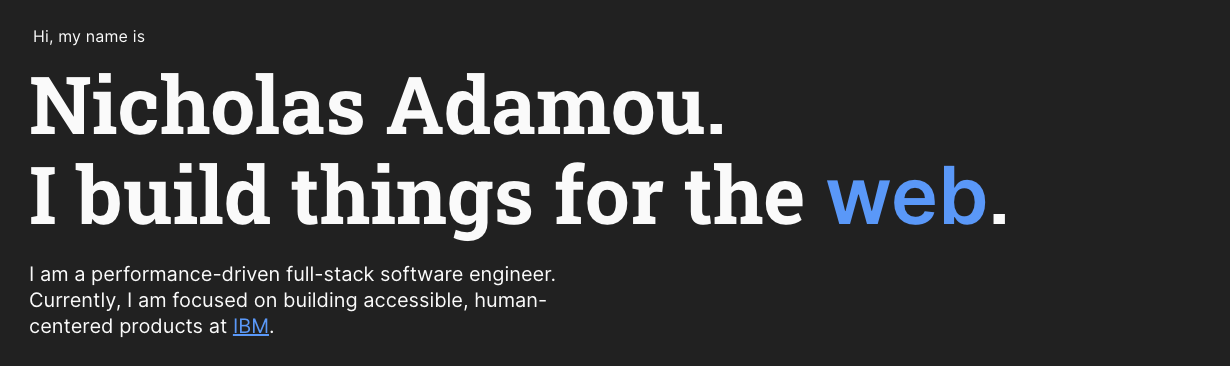 Hi, my name is
Nicholas Adamou.
I build things for the web.
I am a performance-driven full-stack software engineer.
Currently, I am focused on building accessible, human-
centered products at IBM.